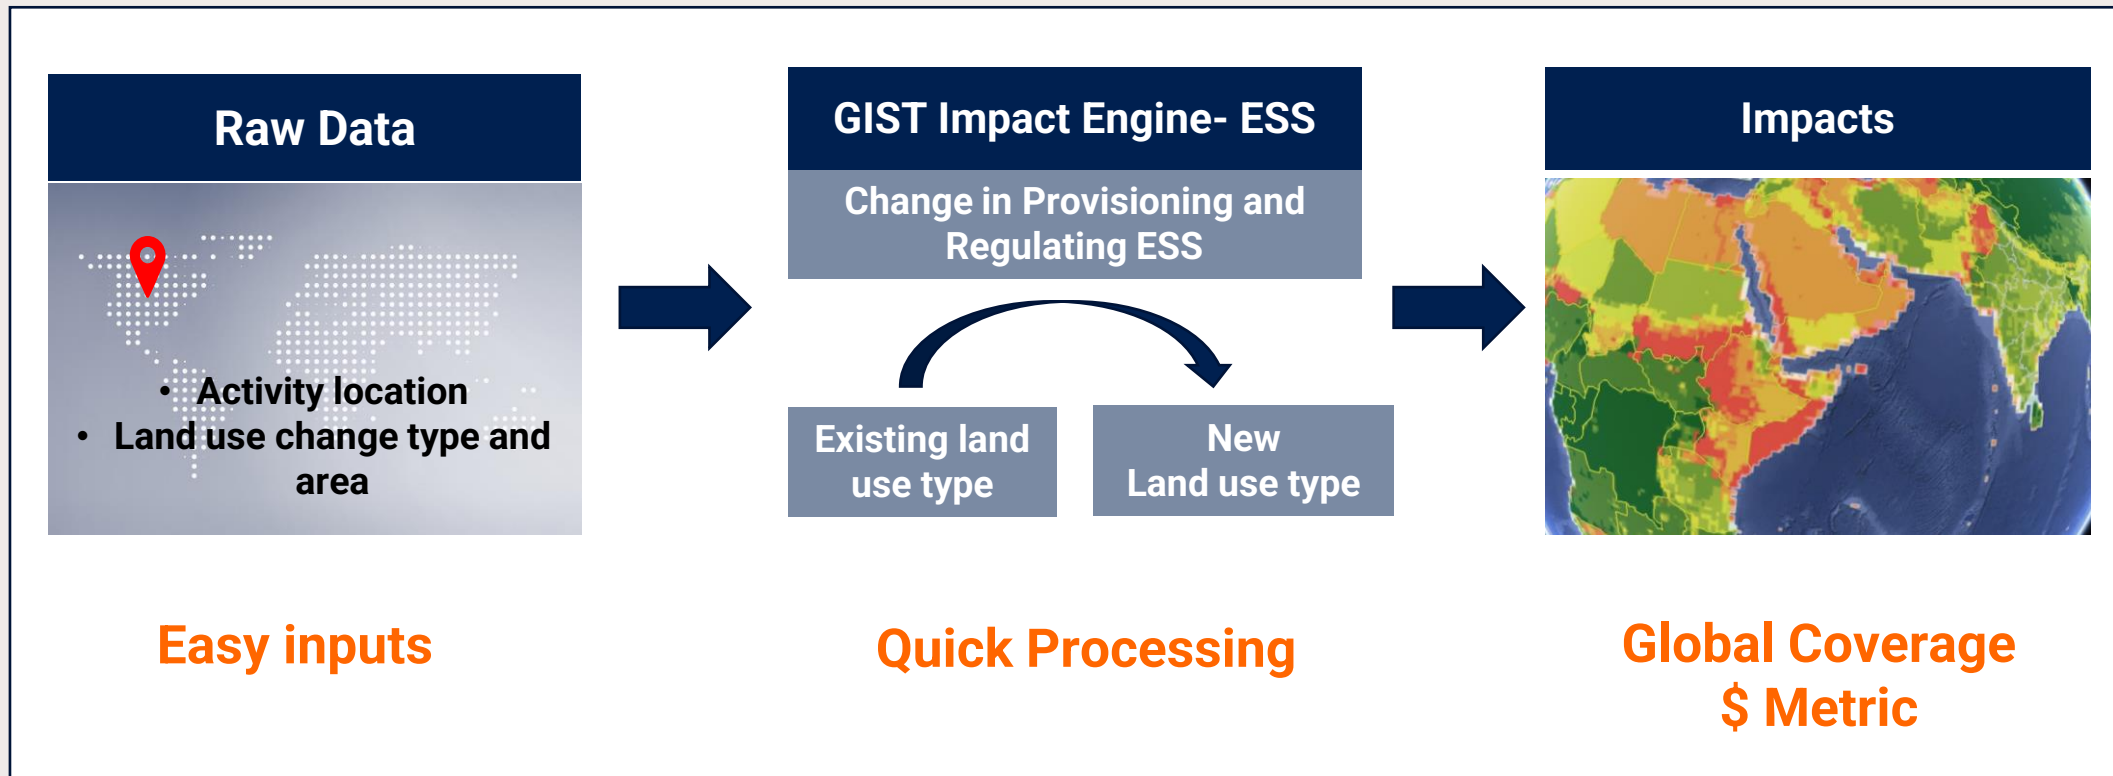 Raw Data
• Activity location
• Land use change type and
area
Easy inputs
GIST Impact Engine- ESS
Change in Provisioning and
Regulating ESS
Existing land
use type
New
Land use type
Quick Processing
Impacts
Global Coverage
$ Metric